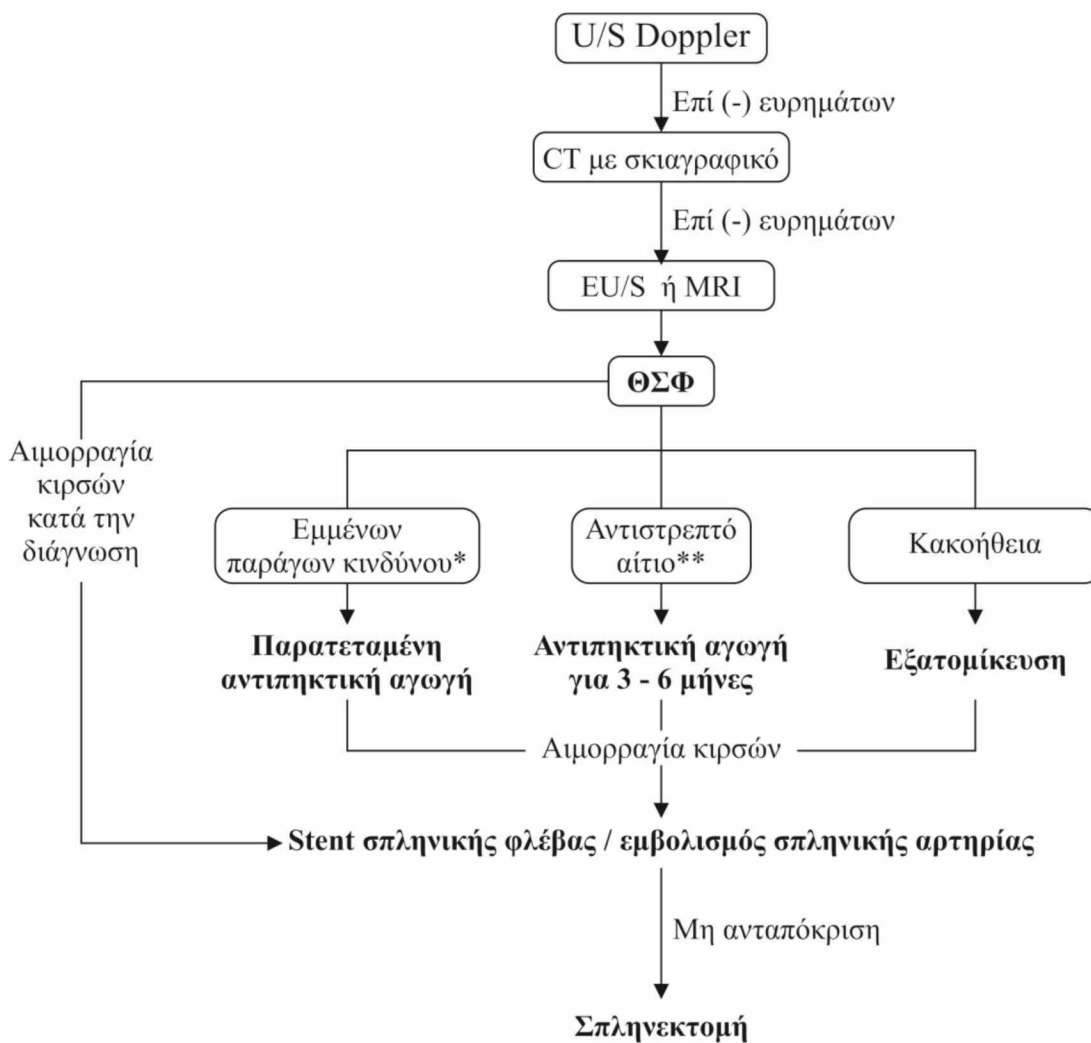 U/S Doppler
Επί (-) ευρημάτων
CT με σκιαγραφικό
Επί (-) ευρημάτων
EU/S ή MRI
ΘΣΦ
Αιμορραγία
κιρσών
κατά την
διάγνωση
Εμμένων
παράγων κινδύνου*
Αντιστρεπτό
αίτιο**
Κακοήθεια
Παρατεταμένη
αντιπηκτική αγωγή
Αντιπηκτική αγωγή
για 3 - 6 μήνες
Εξατομίκευση
Αιμορραγία κιρσών
Stent σπληνικής φλέβας / εμβολισμός σπληνικής αρτηρίας
Μη ανταπόκριση
Σπληνεκτομή